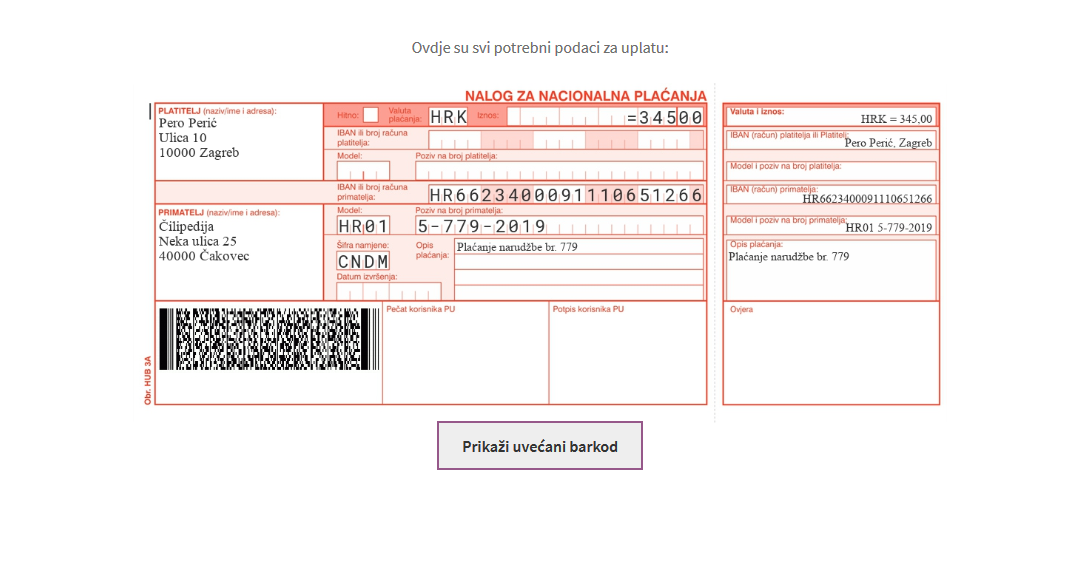 Ovdje su svi potrebni podaci za uplatu:
NALOG ZA NACIONALNA PLAĆANJA
PLATITELJ (naziv/ime i adresa):
Pero Perić
Ulica 10
10000 Zagreb
Hitno:
Valuta plaćanja:
HRK
Iznos:
=34500
IBAN ili broj računa platitelja:
Model:
Poziv na broj platitelja:
IBAN ili broj računa primatelja:
HR6623400091110651266
PRIMATELJ (naziv/ime i adresa):
Čilipedija
Neka ulica 25
40000 Čakovec
Model:
HR01
Poziv na broj primatelja:
5-779-2019
Šifra namjene:
CNDM
Opis plaćanja:
Plaćanje narudžbe br. 779
Datum izvršenja:
Pečat korisnika PU
Potpis korisnika PU
Obr. HUB 3A
Valuta i iznos:
HRK = 345,00
IBAN (račun) platitelja ili Platitelj:
Pero Perić, Zagreb
Model i poziv na broj platitelja:
IBAN (račun) primatelja:
HR6623400091110651266
Model i poziv na broj primatelja:
HR01 5-779-2019
Opis plaćanja:
Plaćanje narudžbe br. 779
Ovjera
Prikaži uvećani barkod